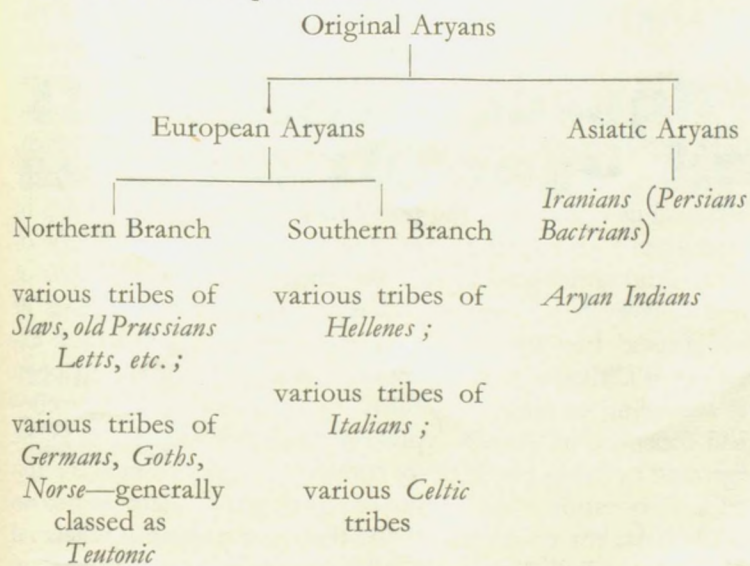 Original Aryans
European Aryans
Asiatic Aryans
Northern Branch
various tribes of
Slavs, old Prussians
Letts, etc. ;
various tribes of
Germans, Goths,
Norse—generally
classed as
Teutonic
Southern Branch
various tribes of
Hellenes ;
various tribes of
Italians ;
various Celtic
tribes
Iranians (Persians
Bactrians)
Aryan Indians